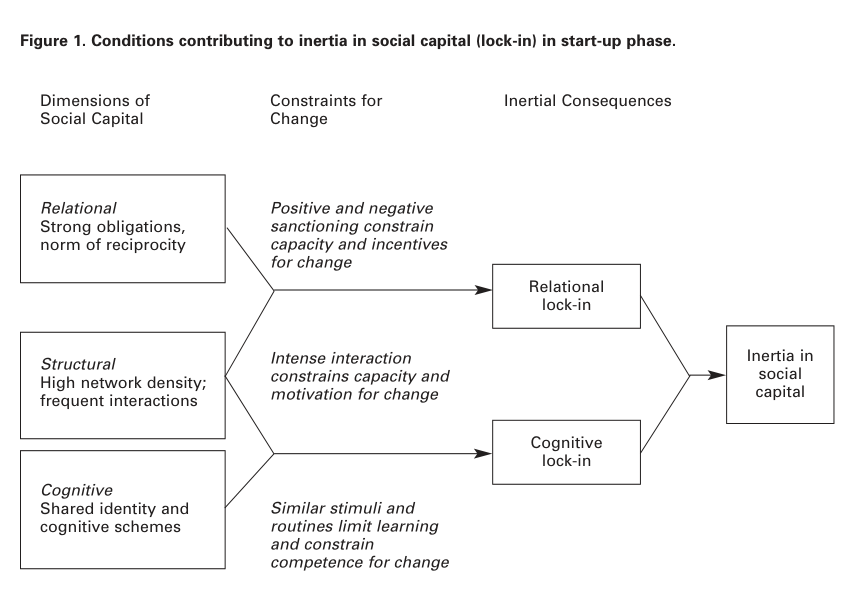 Figure 1. Conditions contributing to inertia in social capital (lock-in) in start-up phase.
Dimensions of
Social Capital
Constraints for
Change
Inertial Consequences
Relational
Strong obligations,
norm of reciprocity
Positive and negative
sanctioning constrain
capacity and incentives
for change
Relational
lock-in
Structural
High network density;
frequent interactions
Intense interaction
constrains capacity and
motivation for change
Inertia in
social
capital
Cognitive
Shared identity and
cognitive schemes
Similar stimuli and
routines limit learning
and constrain
competence for change
Cognitive
lock-in